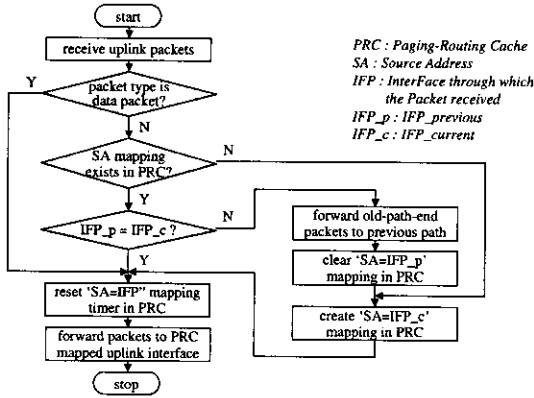 start
receive uplink packets
PRC : Paging-Routing Cache
SA : Source Address
IFP : InterFace through which
the Packet received
IFP_p : IFP_previous
IFP_c : IFP_current
Y
packet type is
data packet?
N
SA mapping
exists in PRC?
N
Y
IFP_p = IFP_c ?
N
Y
forward old-path-end
packets to previous path
clear 'SA=IFP_p'
mapping in PRC
create 'SA=IFP_c'
mapping in PRC
reset 'SA=IFP" mapping
timer in PRC
forward packets to PRC
mapped uplink interface
stop